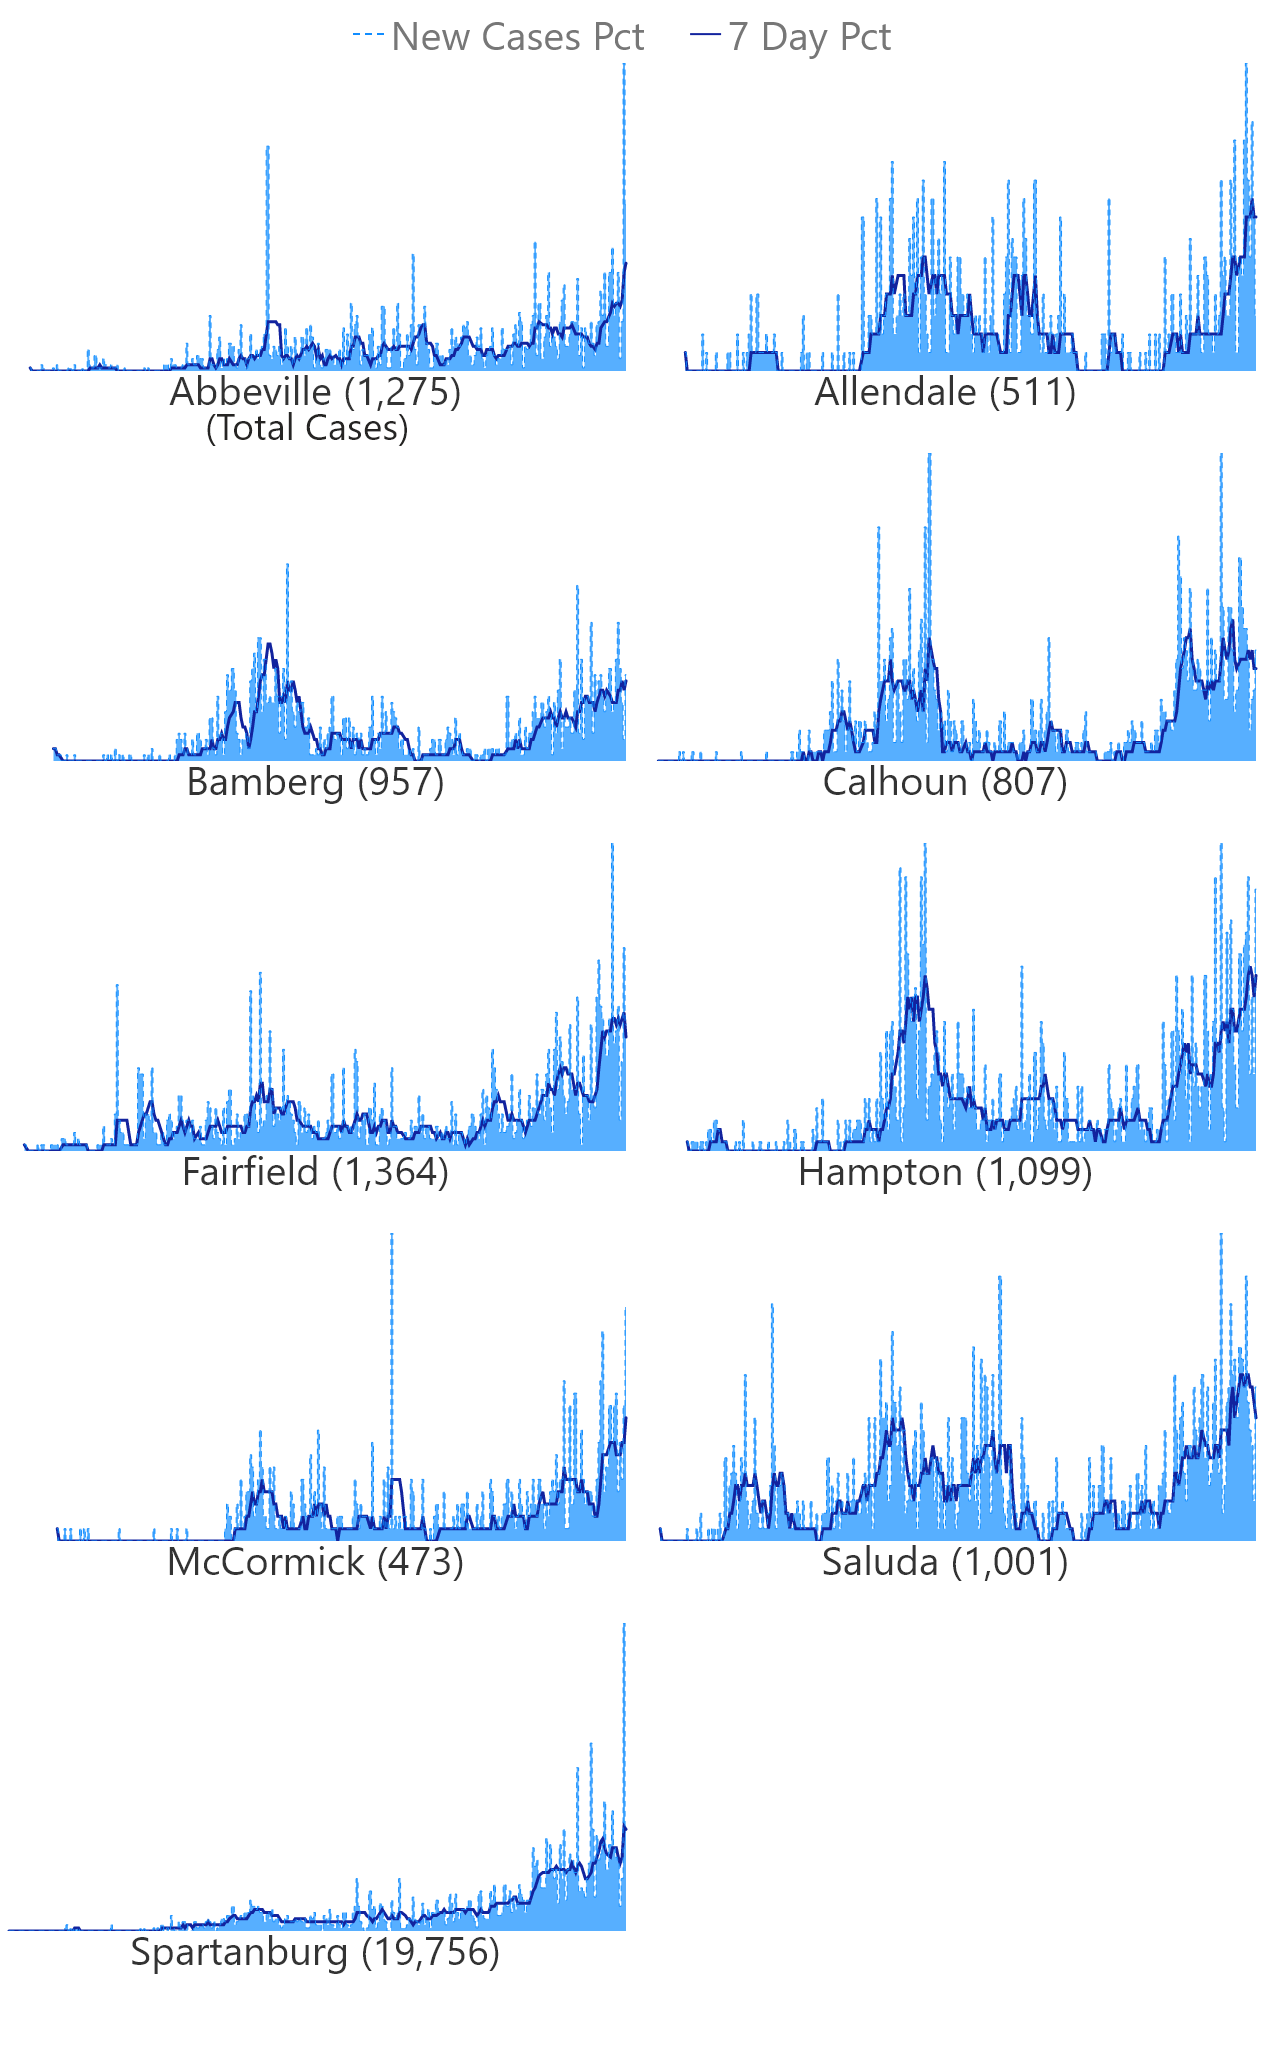 New Cases Pct 7 Day Pct
Abbeville (1,275) Allendale (511)
(Total Cases)
Bamberg (957) Calhoun (807)
Fairfield (1,364) Hampton (1,099)
McCormick (473) Saluda (1,001)
Spartanburg (19,756)